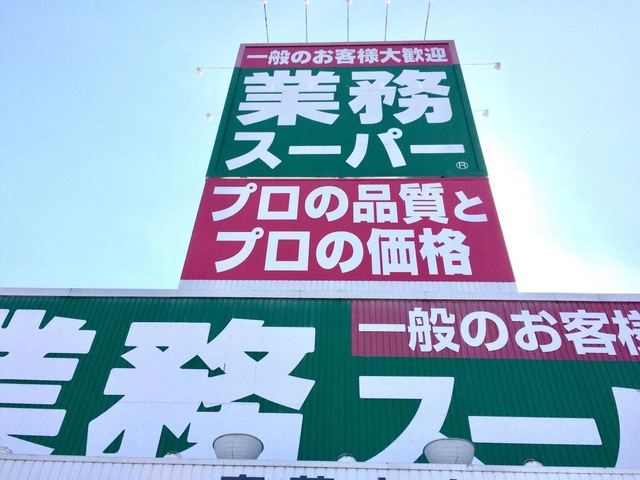 一般のお客様大歓迎
業務
スーパー
®
プロの品質と
プロの価格
一般のお客様
業務スーパ